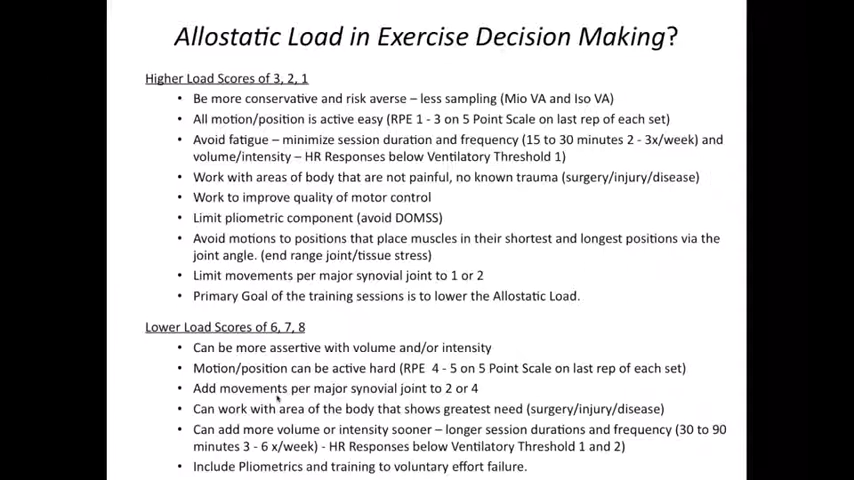 Allostatic Load in Exercise Decision Making?
Higher Load Scores of 3, 2, 1
• Be more conservative and risk averse – less sampling (Mio VA and Iso VA)
• All motion/position is active easy (RPE 1 - 3 on 5 Point Scale on last rep of each set)
• Avoid fatigue – minimize session duration and frequency (15 to 30 minutes 2 - 3x/week) and
volume/intensity – HR Responses below Ventilatory Threshold 1)
• Work with areas of body that are not painful, no known trauma (surgery/injury/disease)
• Work to improve quality of motor control
• Limit pliometric component (avoid DOMSS)
• Avoid motions to positions that place muscles in their shortest and longest positions via the
joint angle. (end range joint/tissue stress)
• Limit movements per major synovial joint to 1 or 2
• Primary Goal of the training sessions is to lower the Allostatic Load.
Lower Load Scores of 6, 7, 8
• Can be more assertive with volume and/or intensity
• Motion/position can be active hard (RPE 4 - 5 on 5 Point Scale on last rep of each set)
• Add movements per major synovial joint to 2 or 4
• Can work with area of the body that shows greatest need (surgery/injury/disease)
• Can add more volume or intensity sooner – longer session durations and frequency (30 to 90
minutes 3 - 6 x/week) - HR Responses below Ventilatory Threshold 1 and 2)
• Include Pliometrics and training to voluntary effort failure.